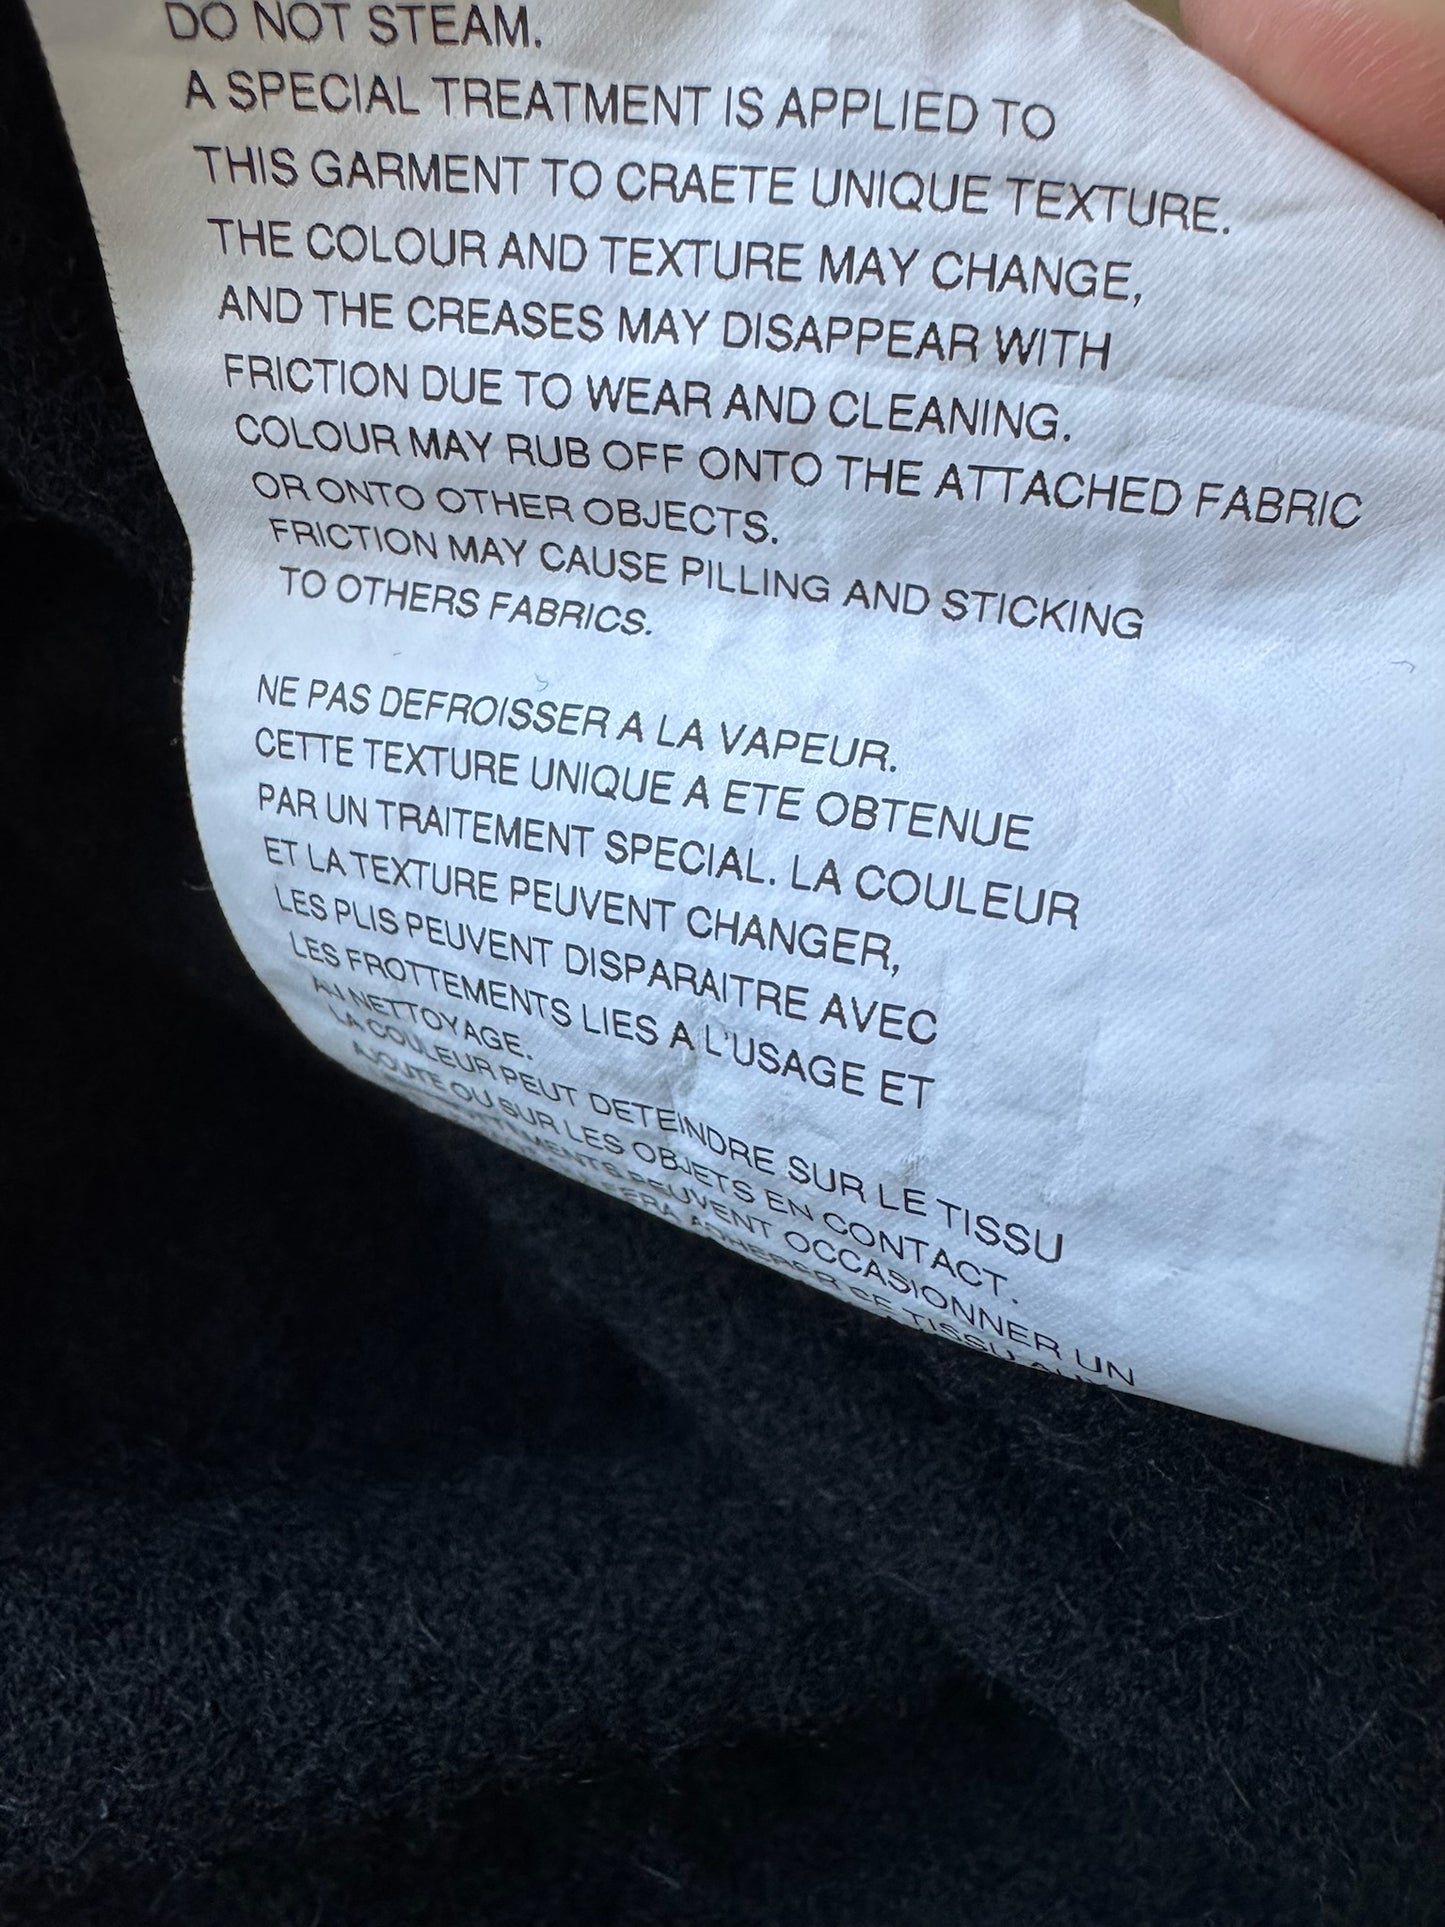 DO NOT STEAM.
A SPECIAL TREATMENT IS APPLIED TO
THIS GARMENT TO CRAETE UNIQUE TEXTURE.
THE COLOUR AND TEXTURE MAY CHANGE,
AND THE CREASES MAY DISAPPEAR WITH
FRICTION DUE TO WEAR AND CLEANING.
COLOUR MAY RUB OFF ONTO THE ATTACHED FABRIC
OR ONTO OTHER OBJECTS.
FRICTION MAY CAUSE PILLING AND STICKING
TO OTHERS FABRICS.
NE PAS DEFROISSER A LA VAPEUR.
CETTE TEXTURE UNIQUE A ETE OBTENUE
PAR UN TRAITEMENT SPECIAL. LA COULEUR
ET LA TEXTURE PEUVENT CHANGER,
LES PLIS PEUVENT DISPARAITRE AVEC
LES FROTTEMENTS LIES A L'USAGE ET
AU NETTOYAGE.
LA COULEUR PEUT DETEINDRE SUR LE TISSU
AJOUTE OU SUR LES OBJETS EN CONTACT.
PEUVENT OCCASIONNER UN
ADHERER CE TISSU